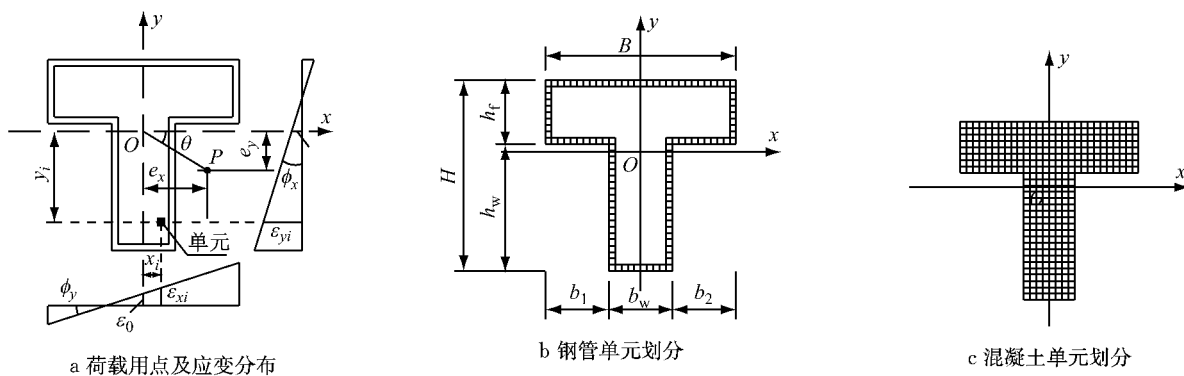 y
x
O
θ
P
e_y
e_x
y_i
φ_x
ε_yi
单元
x_i
φ_y
ε_0
ε_xi
a 荷载用点及应变分布
y
B
h_f
x
O
H
h_w
b_1
b_w
b_2
b 钢管单元划分
y
x
c 混凝土单元划分